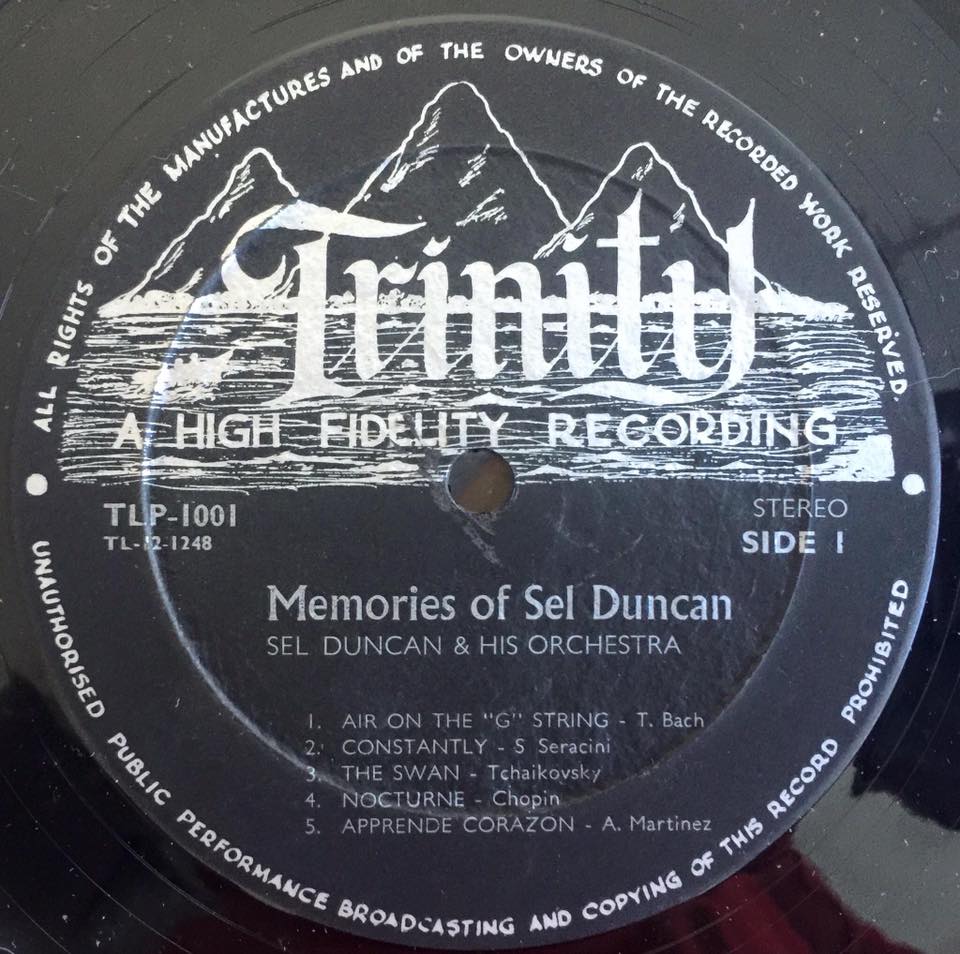 ALL RIGHTS OF THE MANUFACTURES AND OF THE OWNERS OF THE RECORDED WORK RESERVED.
Trinity
A HIGH FIDELITY RECORDING
TLP-1001
STEREO
TL-12-1248
SIDE 1
Memories of Sel Duncan
SEL DUNCAN & HIS ORCHESTRA
1. AIR ON THE "G" STRING - T. Bach
2. CONSTANTLY - S Seracini
3. THE SWAN - Tchaikovsky
4. NOCTURNE - Chopin
5. APPRENDE CORAZON - A. Martinez
UNAUTHORISED PUBLIC PERFORMANCE BROADCASTING AND COPYING OF THIS RECORD PROHIBITED